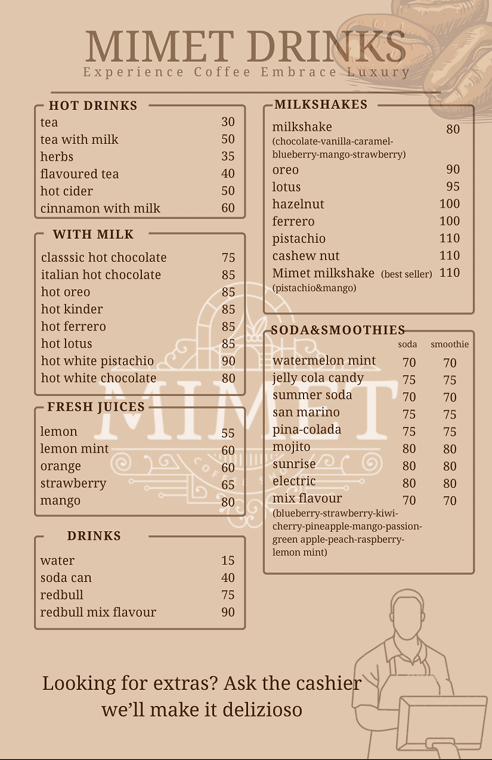 MIMET DRINKS
Experience Coffee Embrace Luxury
HOT DRINKS
tea 30
tea with milk 50
herbs 35
flavoured tea 40
hot cider 50
cinnamon with milk 60
WITH MILK
classsic hot chocolate 75
italian hot chocolate 85
hot oreo 85
hot kinder 85
hot ferrero 85
hot lotus 85
hot white pistachio 90
hot white chocolate 80
FRESH JUICES
lemon 55
lemon mint 60
orange 60
strawberry 65
mango 80
DRINKS
water 15
soda can 40
redbull 75
redbull mix flavour 90
MILKSHAKES
milkshake 80
(chocolate-vanilla-caramel-
blueberry-mango-strawberry)
oreo 90
lotus 95
hazelnut 100
ferrero 100
pistachio 110
cashew nut 110
Mimet milkshake (best seller) 110
(pistachio&mango)
SODA&SMOOTHIES
soda smoothie
watermelon mint 70 70
jelly cola candy 75 75
summer soda 70 70
san marino 75 75
pina-colada 75 75
mojito 80 80
sunrise 80 80
electric 80 80
mix flavour 70 70
(blueberry-strawberry-kiwi-
cherry-pineapple-mango-passion-
green apple-peach-raspberry-
lemon mint)
MIMET
Looking for extras? Ask the cashier
we'll make it delizioso